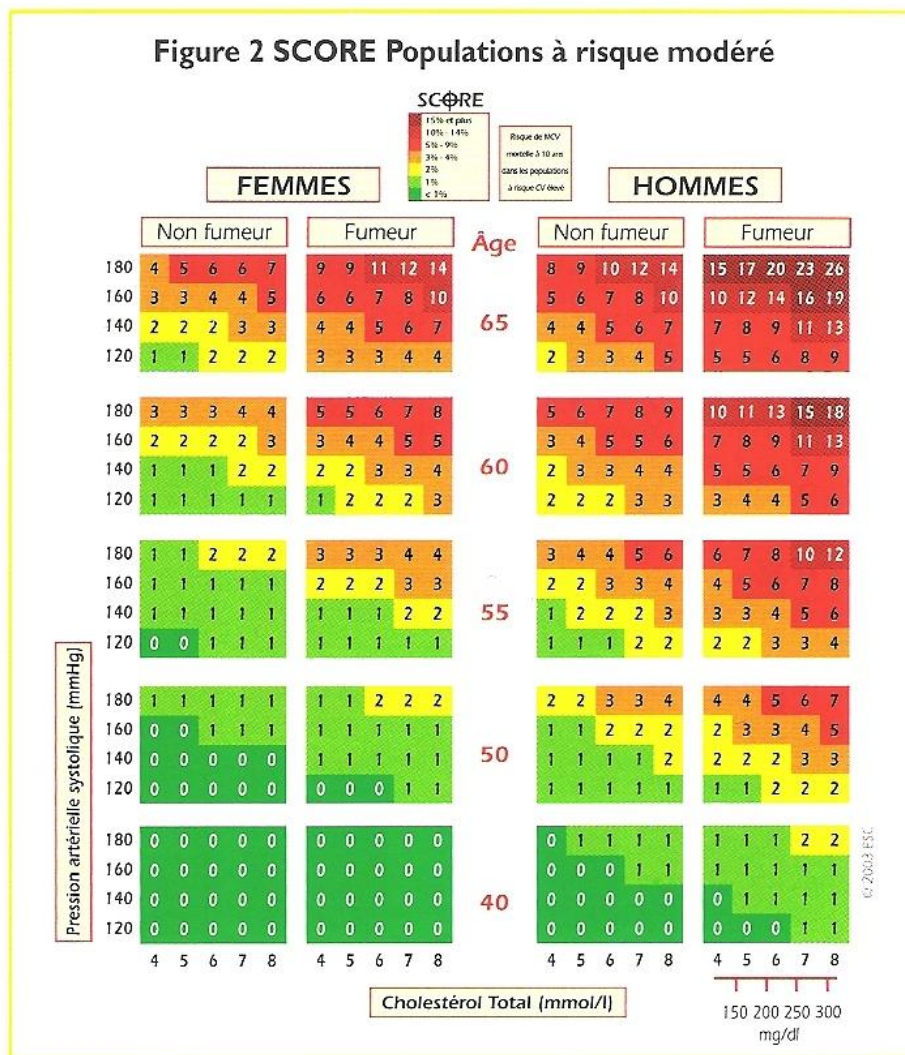 Figure 2 SCORE Populations à risque modéré
SCORE
15% et plus
10% - 14%
5% - 9%
3% - 4%
2%
1%
< 1%
Risque de MCV
mortelle à 10 ans
dans les populations
à risque CV élevé
FEMMES
HOMMES
Non fumeur
Fumeur
Âge
Non fumeur
Fumeur
180 4 5 6 6 7 9 9 11 12 14 8 9 10 12 14 15 17 20 23 26
160 3 3 4 4 5 6 6 7 8 10 5 6 7 8 10 10 12 14 16 19
65
140 2 2 2 3 3 4 4 5 6 7 4 4 5 6 7 7 8 9 11 13
120 1 1 2 2 2 3 3 3 4 4 2 3 3 4 5 5 5 6 8 9
180 3 3 3 4 4 5 5 6 7 8 5 6 7 8 9 10 11 13 15 18
160 2 2 2 2 3 3 4 4 5 5 3 4 5 5 6 7 8 9 11 13
60
140 1 1 1 2 2 2 2 3 3 4 2 3 3 4 4 5 5 6 7 9
120 1 1 1 1 1 1 2 2 2 3 2 2 2 3 3 3 4 4 5 6
180 1 1 2 2 2 3 3 3 4 4 3 4 4 5 6 6 7 8 10 12
160 1 1 1 1 1 2 2 2 3 3 2 2 3 3 4 4 5 6 7 8
55
140 1 1 1 1 1 1 1 1 2 2 1 2 2 2 3 3 3 4 5 6
120 0 0 1 1 1 1 1 1 1 1 1 1 1 2 2 2 2 3 3 4
180 1 1 1 1 1 1 1 2 2 2 2 2 3 3 4 4 4 5 6 7
160 0 0 1 1 1 1 1 1 1 1 1 1 2 2 2 2 3 3 4 5
50
140 0 0 0 0 0 1 1 1 1 1 1 1 1 1 2 2 2 2 3 3
120 0 0 0 0 0 0 0 0 1 1 1 1 1 1 1 1 1 2 2 2
180 0 0 0 0 0 0 0 0 0 0 0 1 1 1 1 1 1 1 2 2
160 0 0 0 0 0 0 0 0 0 0 0 0 0 1 1 1 1 1 1 1
40
140 0 0 0 0 0 0 0 0 0 0 0 0 0 0 0 0 1 1 1 1
120 0 0 0 0 0 0 0 0 0 0 0 0 0 0 0 0 0 0 1 1
4 5 6 7 8 4 5 6 7 8 4 5 6 7 8 4 5 6 7 8
Pression artérielle systolique (mmHg)
Cholestérol Total (mmol/l)
150 200 250 300
mg/dl
© 2003 ESC